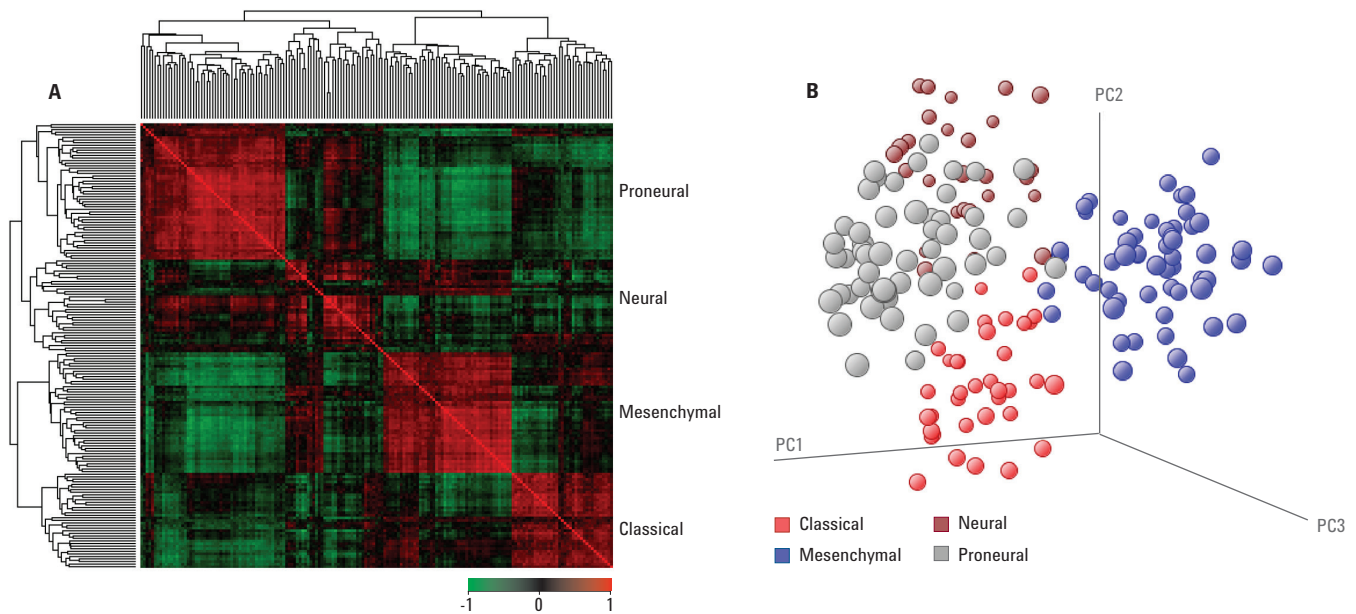 A
Proneural
Neural
Mesenchymal
Classical
-1 0 1
B
PC2
PC1
PC3
Classical
Neural
Mesenchymal
Proneural